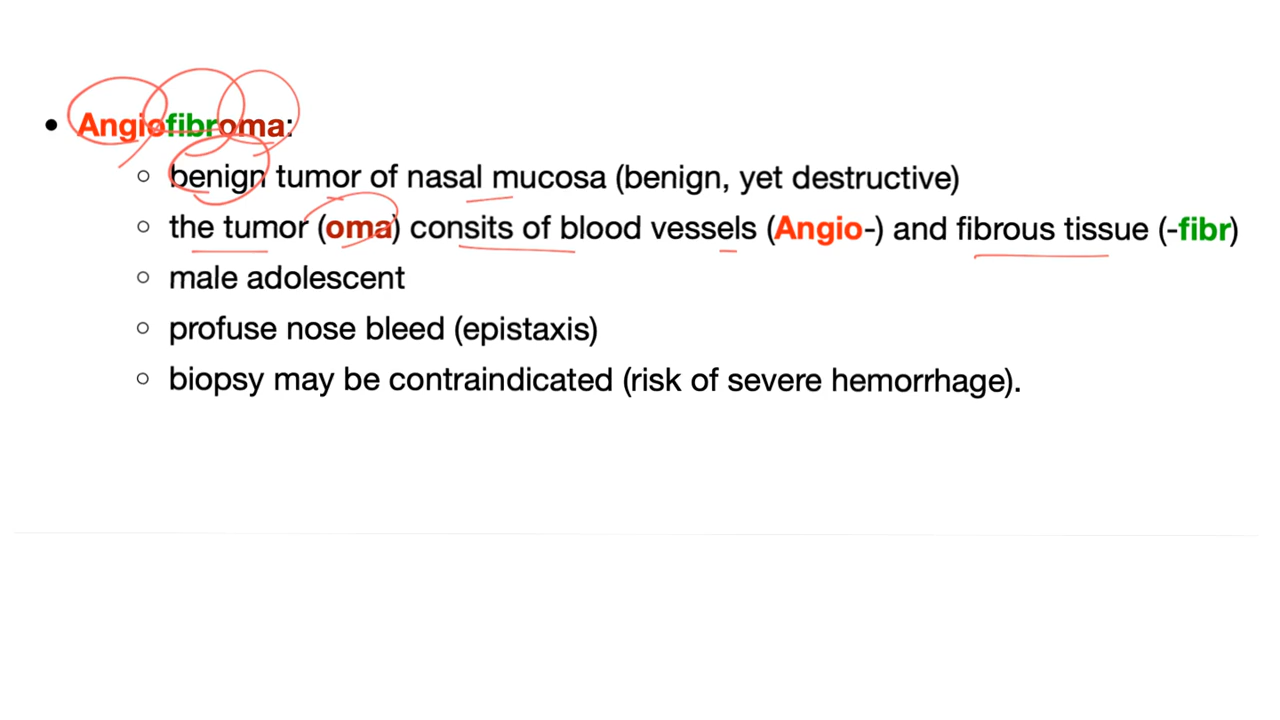 • Angiofibroma:
○ benign tumor of nasal mucosa (benign, yet destructive)
○ the tumor (oma) consits of blood vessels (Angio-) and fibrous tissue (-fibr)
○ male adolescent
○ profuse nose bleed (epistaxis)
○ biopsy may be contraindicated (risk of severe hemorrhage).